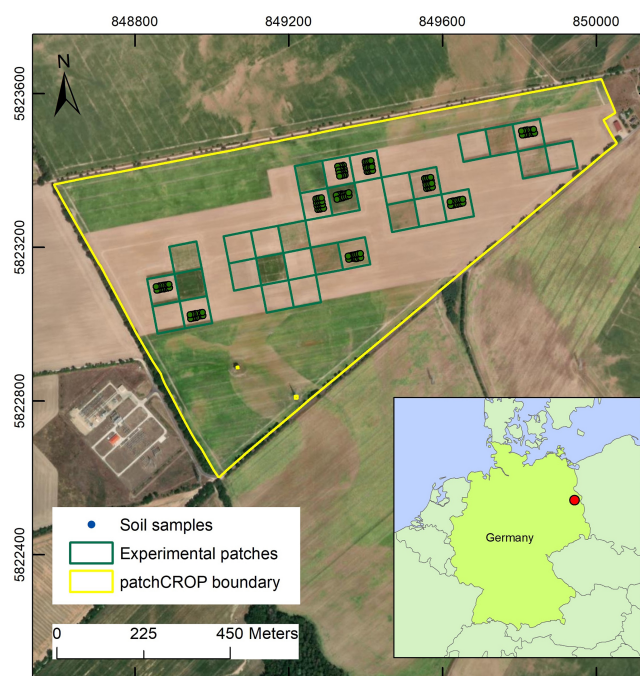 848800 849200 849600 850000
N
5823600
5823200
5822800
5822400
Soil samples
Experimental patches
patchCROP boundary
0 225 450 Meters
Germany